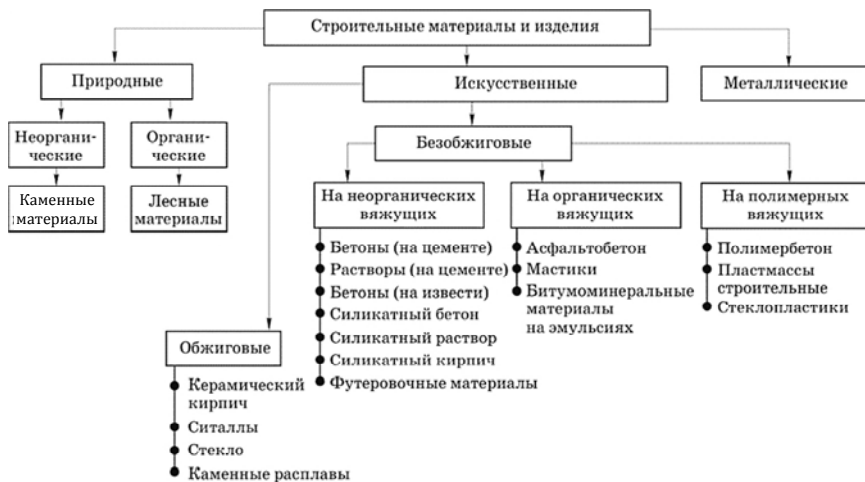 Строительные материалы и изделия
Природные
Искусственные
Металлические
Неоргани-
ческие
Органи-
ческие
Безобжиговые
Каменные
материалы
Лесные
материалы
На неорганических
вяжущих
На органических
вяжущих
На полимерных
вяжущих
Бетоны (на цементе)
Растворы (на цементе)
Бетоны (на извести)
Силикатный бетон
Силикатный раствор
Силикатный кирпич
Футеровочные материалы
Асфальтобетон
Мастики
Битумоминеральные
материалы
на эмульсиях
Полимербетон
Пластмассы
строительные
Стеклопластики
Обжиговые
Керамический
кирпич
Ситаллы
Стекло
Каменные расплавы